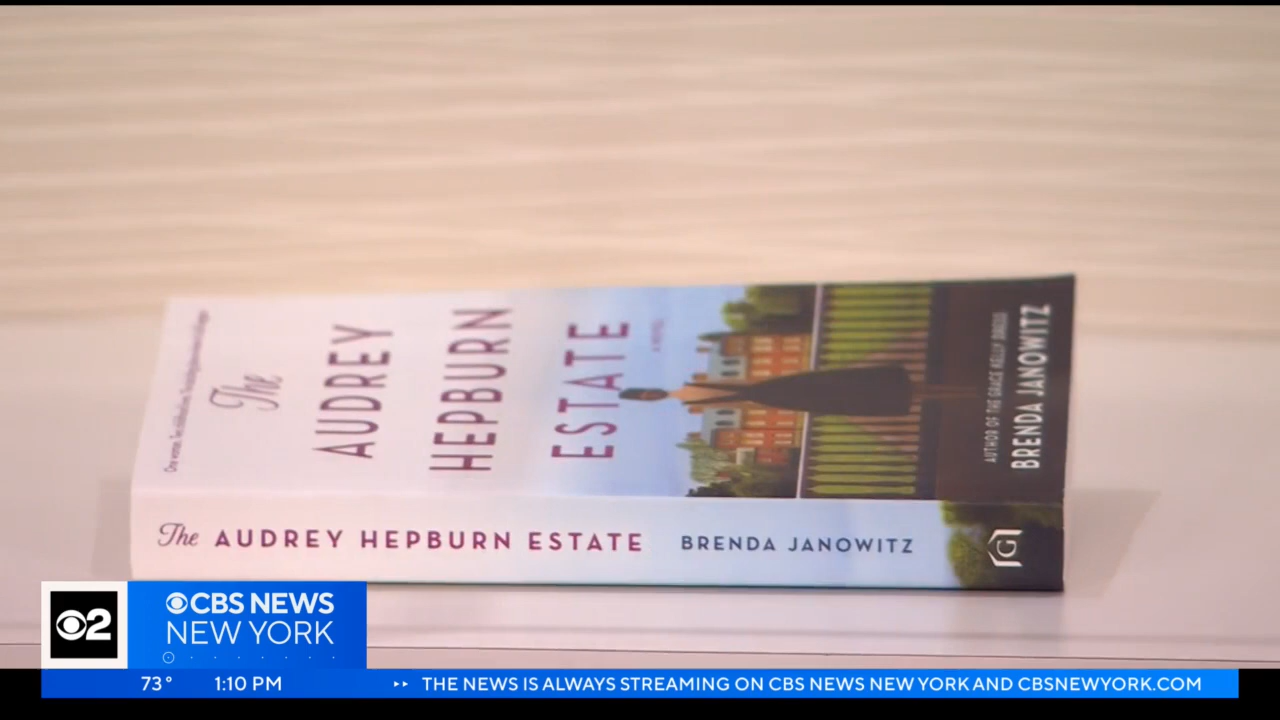 The
AUDREY
HEPBURN
ESTATE
A NOVEL
AUTHOR OF THE GRACE KELLY DRESS
BRENDA JANOWITZ
The AUDREY HEPBURN ESTATE BRENDA JANOWITZ
G
2
CBS NEWS
NEW YORK
73° 1:10 PM THE NEWS IS ALWAYS STREAMING ON CBS NEWS NEW YORK AND CBSNEWYORK.COM